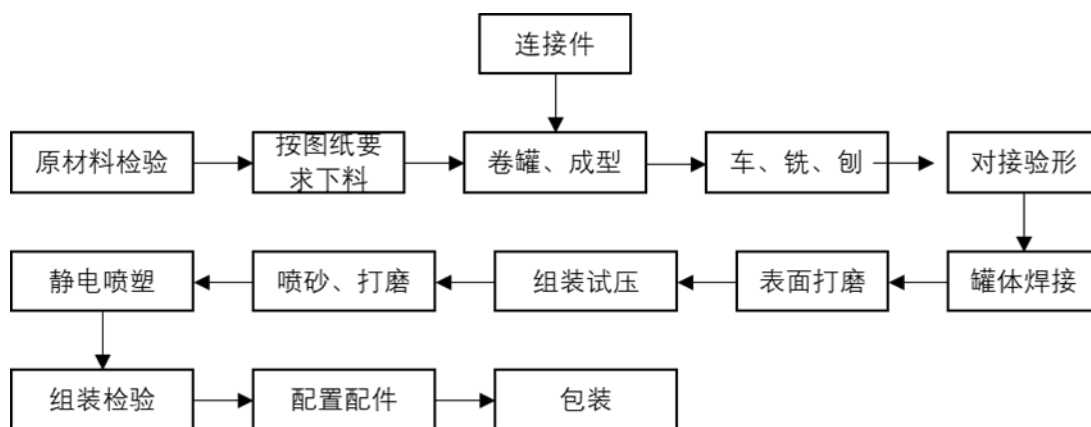 连接件
原材料检验
按图纸要
求下料
卷罐、成型
车、铣、刨
对接验形
静电喷塑
喷砂、打磨
组装试压
表面打磨
罐体焊接
组装检验
配置配件
包装